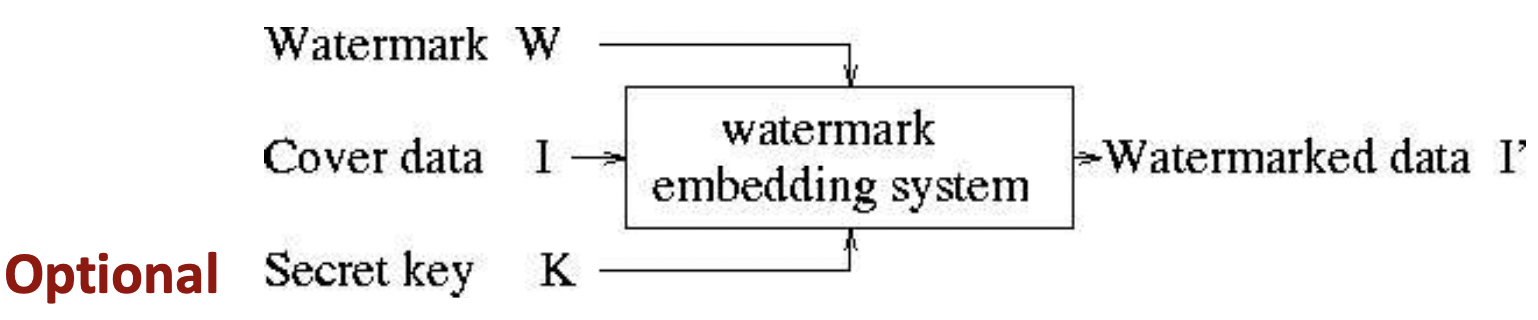 Watermark W
Cover data I
watermark
embedding system
Watermarked data I'
Optional Secret key K